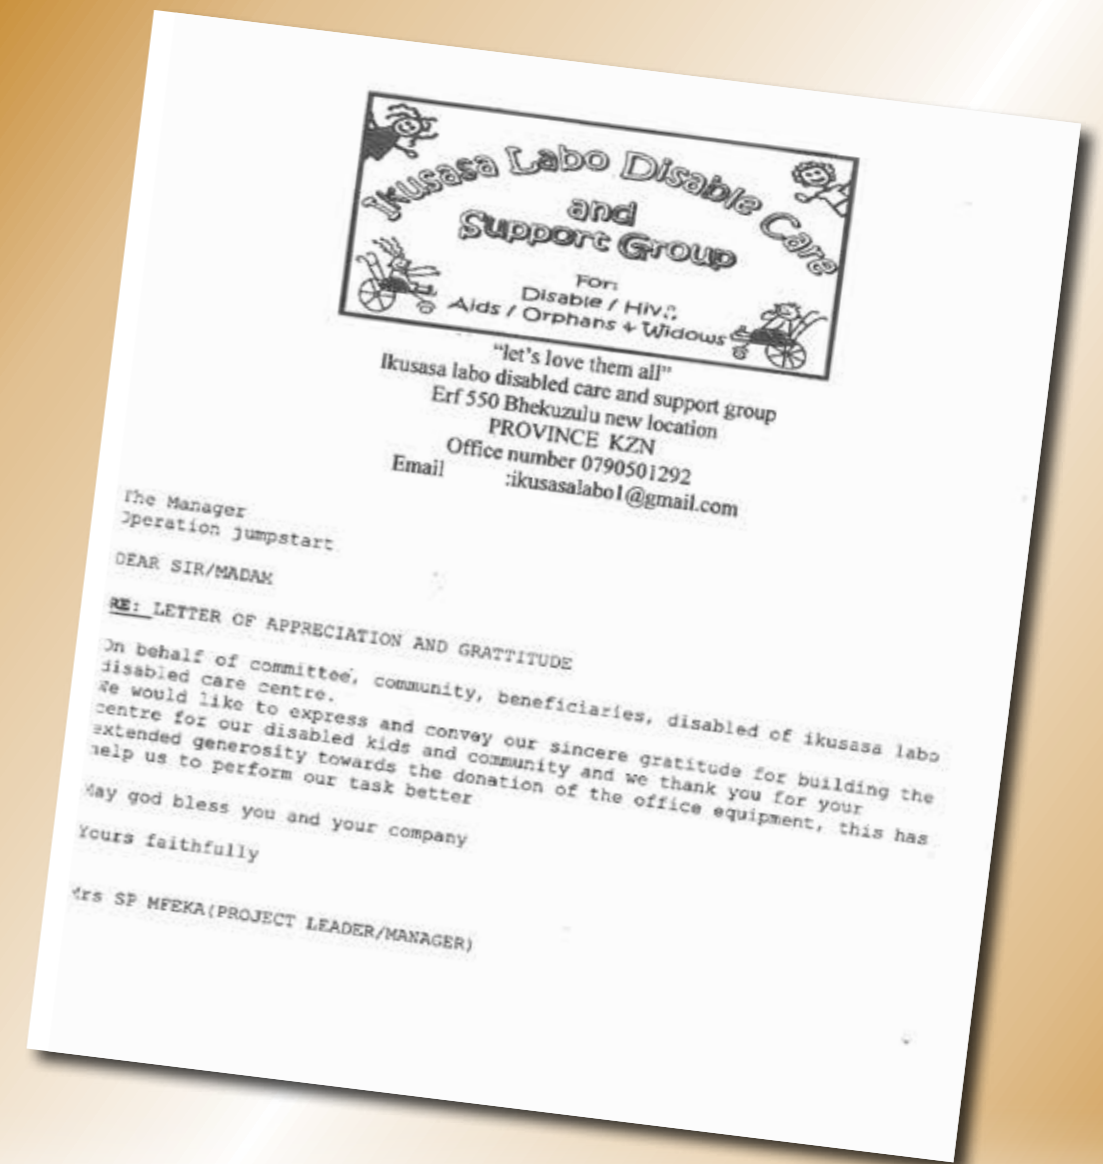 Ikusasa Labo Disable Care
and
Support Group
For:
Disable / Hiv &
Aids / Orphans + Widows
“let’s love them all”
Ikusasa labo disabled care and support group
Erf 550 Bhekuzulu new location
PROVINCE KZN
Office number 0790501292
Email :ikusasalabo1@gmail.com
The Manager
Operation jumpstart
DEAR SIR/MADAM
RE: LETTER OF APPRECIATION AND GRATTITUDE
On behalf of committee, community, beneficiaries, disabled of ikusasa labo
disabled care centre.
We would like to express and convey our sincere gratitude for building the
centre for our disabled kids and community and we thank you for your
extended generosity towards the donation of the office equipment, this has
help us to perform our task better
May god bless you and your company
Yours faithfully
Mrs SP MFEKA(PROJECT LEADER/MANAGER)